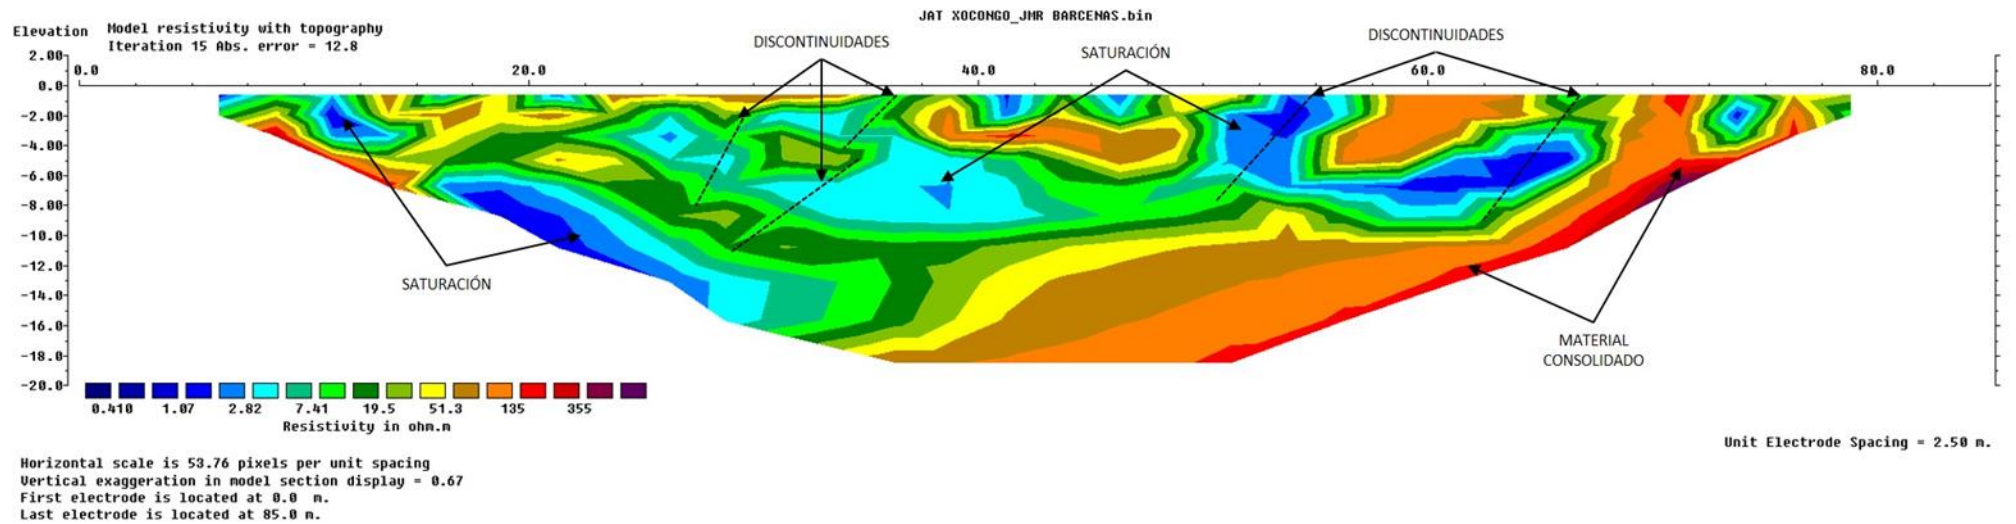 JAT XOCONGO_JMR BARCENAS.bin
Elevation
Model resistivity with topography
Iteration 15 Abs. error = 12.8
DISCONTINUIDADES
SATURACIÓN
DISCONTINUIDADES
0.0 20.0 40.0 60.0 80.0
2.00
0.0
-2.00
-4.00
-6.00
-8.00
-10.0
-12.0
-14.0
-16.0
-18.0
-20.0
SATURACIÓN
MATERIAL
CONSOLIDADO
0.410 1.07 2.82 7.41 19.5 51.3 135 355
Resistivity in ohm.m
Unit Electrode Spacing = 2.50 m.
Horizontal scale is 53.76 pixels per unit spacing
Vertical exaggeration in model section display = 0.67
First electrode is located at 0.0 m.
Last electrode is located at 85.0 m.